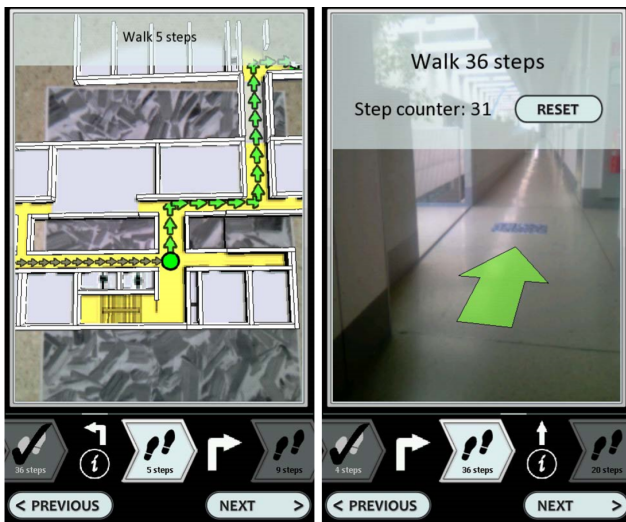 Walk 5 steps
36 steps
i
5 steps
9 steps
< PREVIOUS
NEXT >
Walk 36 steps
Step counter: 31
RESET
4 steps
36 steps
i
20 steps
< PREVIOUS
NEXT >